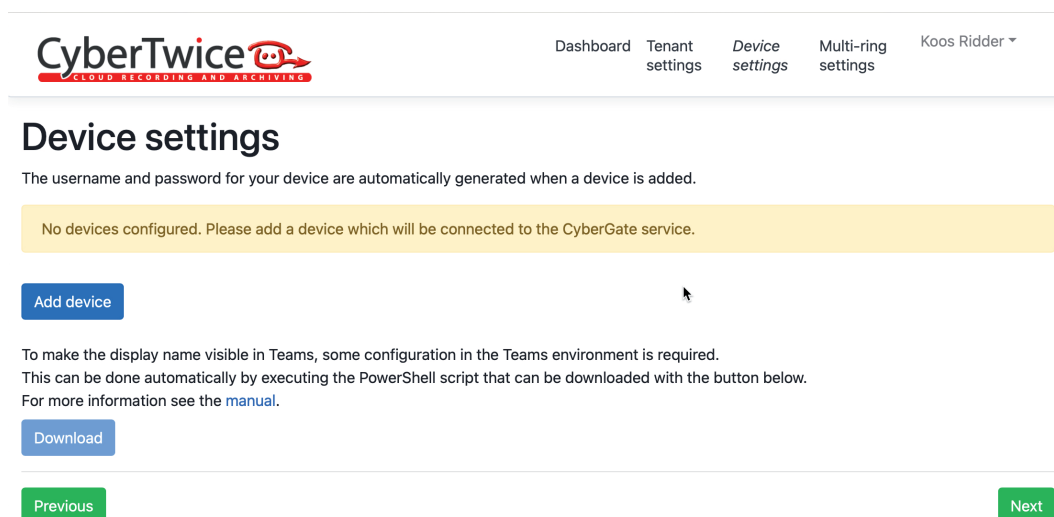 CyberTwice
CLOUD RECORDING AND ARCHIVING
Dashboard
Tenant
settings
Device
settings
Multi-ring
settings
Koos Ridder
Device settings
The username and password for your device are automatically generated when a device is added.
No devices configured. Please add a device which will be connected to the CyberGate service.
Add device
To make the display name visible in Teams, some configuration in the Teams environment is required.
This can be done automatically by executing the PowerShell script that can be downloaded with the button below.
For more information see the manual.
Download
Previous
Next